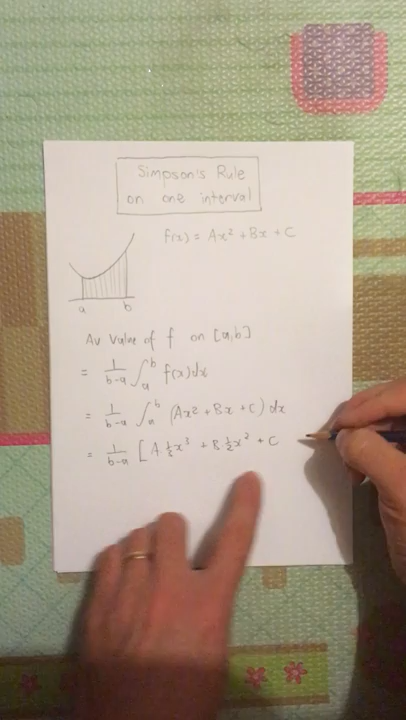 Simpson's Rule
on one interval
f(x) = Ax² + Bx + C
a b
Av Value of f on [a,b]
= 1/(b-a) ∫ₐᵇ f(x)dx
= 1/(b-a) ∫ₐᵇ (Ax² + Bx + C) dx
= 1/(b-a) [A.⅓x³ + B.½x² + C